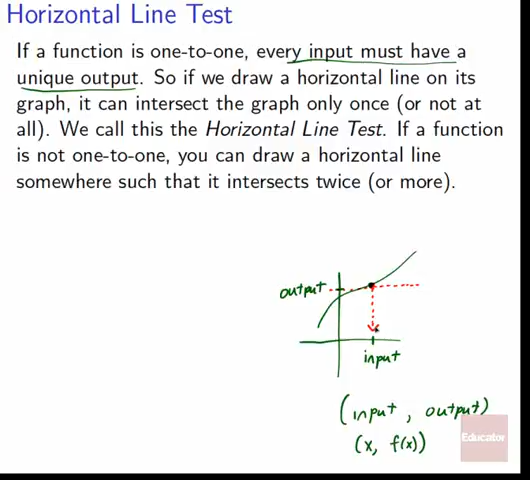 Horizontal Line Test
If a function is one-to-one, every input must have a
unique output. So if we draw a horizontal line on its
graph, it can intersect the graph only once (or not at
all). We call this the Horizontal Line Test. If a function
is not one-to-one, you can draw a horizontal line
somewhere such that it intersects twice (or more).
output
input
(input, output)
(x, f(x))
Educator